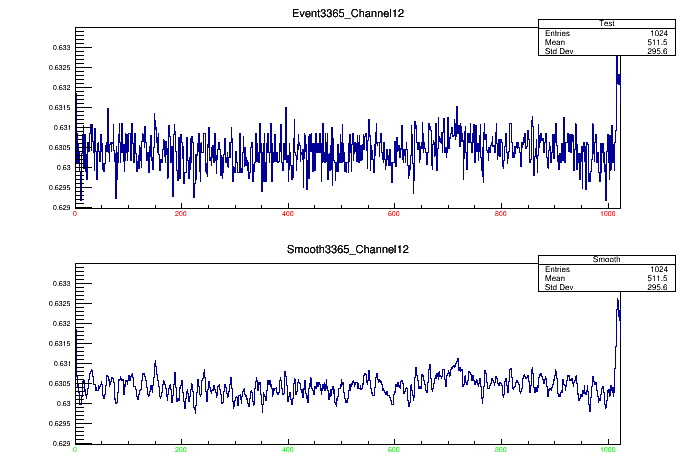 Event3365_Channel12
Test
Entries 1024
Mean 511.5
Std Dev 295.6
0.633
0.6325
0.632
0.6315
0.631
0.6305
0.63
0.6295
0.629
0 200 400 600 800 1000
Smooth3365_Channel12
Smooth
Entries 1024
Mean 511.5
Std Dev 295.6
0.633
0.6325
0.632
0.6315
0.631
0.6305
0.63
0.6295
0.629
0 200 400 600 800 1000